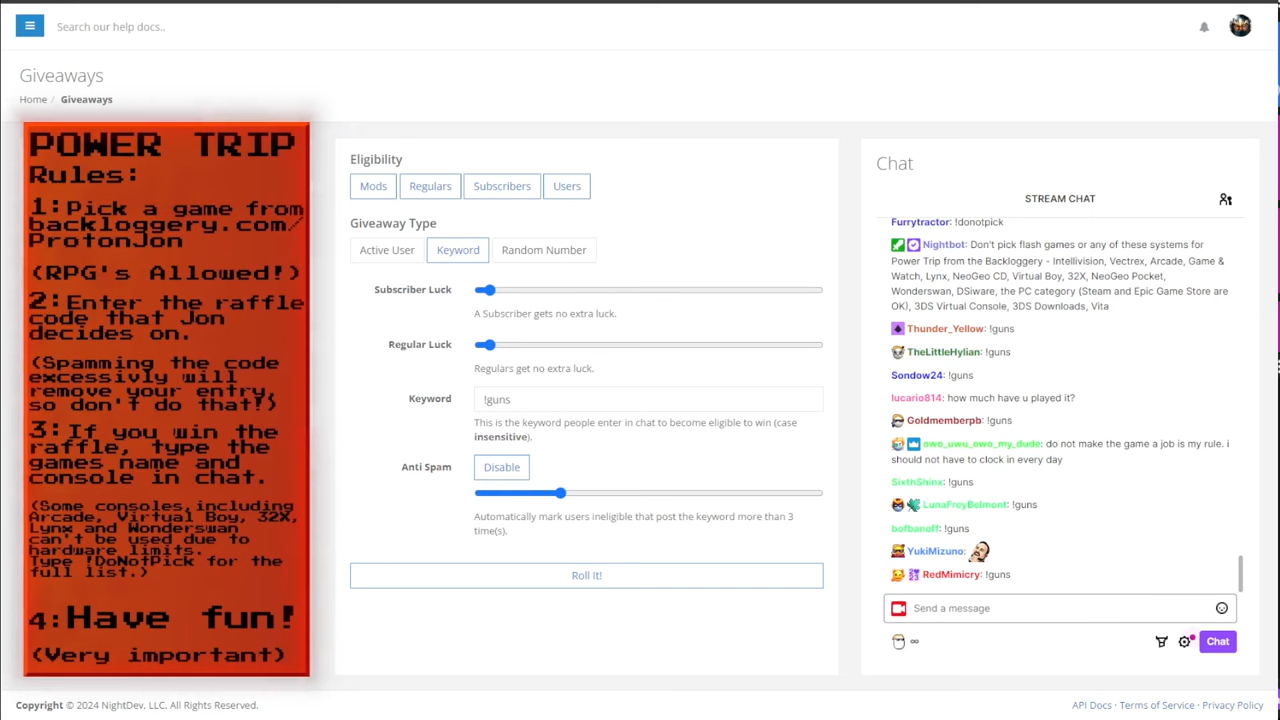 Search our help docs..
Giveaways
Home / Giveaways
POWER TRIP
Rules:
1:Pick a game from
backloggery.com/
ProtonJon
(RPG's Allowed!)
2:Enter the raffle
code that Jon
decides on.
(Spamming the code
excessivly will
remove your entry,
so don't do that!)
3:If you win the
raffle, type the
games name and
console in chat.
(Some consoles,including
Arcade, Virtual Boy, 32X,
Lynx and Wonderswan
can't be used due to
hardware limits.
Type !DoNotPick for the
full list.)
4:Have fun!
(Very important)
Eligibility
Mods
Regulars
Subscribers
Users
Giveaway Type
Active User
Keyword
Random Number
Subscriber Luck
A Subscriber gets no extra luck.
Regular Luck
Regulars get no extra luck.
Keyword
!guns
This is the keyword people enter in chat to become eligible to win (case
insensitive).
Anti Spam
Disable
Automatically mark users ineligible that post the keyword more than 3
time(s).
Roll It!
Chat
STREAM CHAT
Furrytractor: !donotpick
Nightbot: Don't pick flash games or any of these systems for
Power Trip from the Backloggery - Intellivision, Vectrex, Arcade, Game &
Watch, Lynx, NeoGeo CD, Virtual Boy, 32X, NeoGeo Pocket,
Wonderswan, DSiware, the PC category (Steam and Epic Game Store are
OK), 3DS Virtual Console, 3DS Downloads, Vita
Thunder_Yellow: !guns
TheLittleHylian: !guns
Sondow24: !guns
lucario814: how much have u played it?
Goldmemberpb: !guns
owo_uwu_owo_my_dude: do not make the game a job is my rule. i
should not have to clock in every day
SixthShinx: !guns
LunaFreyBelmont: !guns
bofbanoff: !guns
YukiMizuno:
RedMimicry: !guns
Send a message
∞
Chat
Copyright © 2024 NightDev, LLC. All Rights Reserved.
API Docs · Terms of Service · Privacy Policy